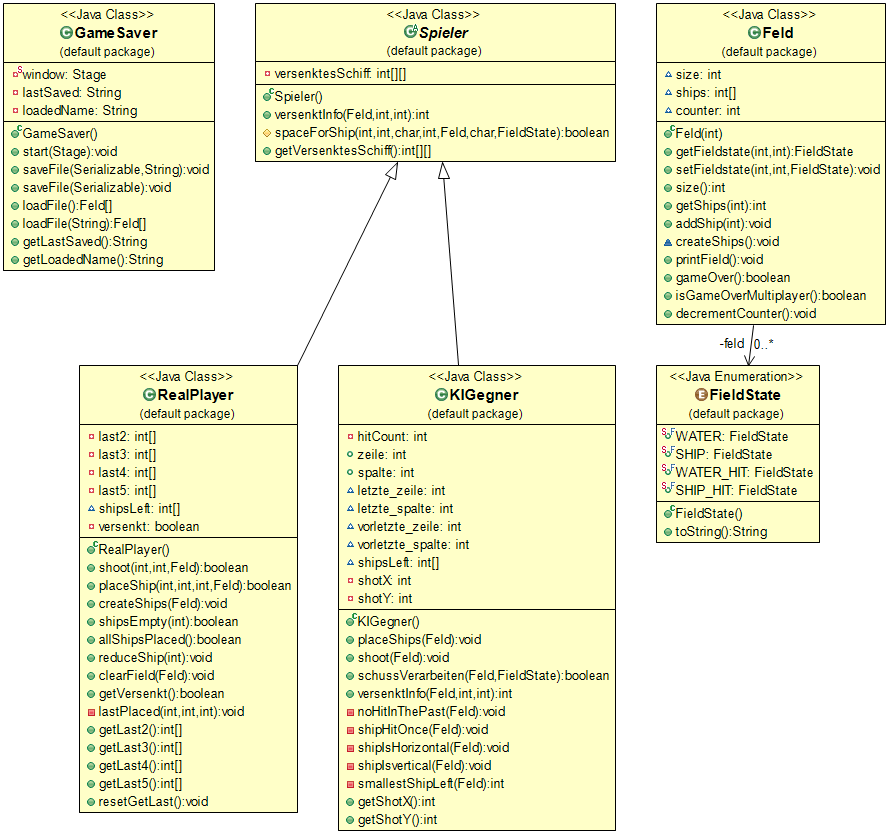 <<Java Class>>
GameSaver
(default package)
window: Stage
lastSaved: String
loadedName: String
GameSaver()
start(Stage):void
saveFile(Serializable,String):void
saveFile(Serializable):void
loadFile():Feld[]
loadFile(String):Feld[]
getLastSaved():String
getLoadedName():String
<<Java Class>>
Spieler
(default package)
versenktesSchiff: int[][]
Spieler()
versenktInfo(Feld,int,int):int
spaceForShip(int,int,char,int,Feld,char,FieldState):boolean
getVersenktesSchiff():int[][]
<<Java Class>>
Feld
(default package)
size: int
ships: int[]
counter: int
Feld(int)
getFieldstate(int,int):FieldState
setFieldstate(int,int,FieldState):void
size():int
getShips(int):int
addShip(int):void
createShips():void
printField():void
gameOver():boolean
isGameOverMultiplayer():boolean
decrementCounter():void
-feld 0..*
<<Java Class>>
RealPlayer
(default package)
last2: int[]
last3: int[]
last4: int[]
last5: int[]
shipsLeft: int[]
versenkt: boolean
RealPlayer()
shoot(int,int,Feld):boolean
placeShip(int,int,int,Feld):boolean
createShips(Feld):void
shipsEmpty(int):boolean
allShipsPlaced():boolean
reduceShip(int):void
clearField(Feld):void
getVersenkt():boolean
lastPlaced(int,int,int):void
getLast2():int[]
getLast3():int[]
getLast4():int[]
getLast5():int[]
resetGetLast():void
<<Java Class>>
KIGegner
(default package)
hitCount: int
zeile: int
spalte: int
letzte_zeile: int
letzte_spalte: int
vorletzte_zeile: int
vorletzte_spalte: int
shipsLeft: int[]
shotX: int
shotY: int
KIGegner()
placeShips(Feld):void
shoot(Feld):void
schussVerarbeiten(Feld,FieldState):boolean
versenktInfo(Feld,int,int):int
noHitInThePast(Feld):void
shipHitOnce(Feld):void
shipIsHorizontal(Feld):void
shipIsvertical(Feld):void
smallestShipLeft(Feld):int
getShotX():int
getShotY():int
<<Java Enumeration>>
FieldState
(default package)
WATER: FieldState
SHIP: FieldState
WATER_HIT: FieldState
SHIP_HIT: FieldState
FieldState()
toString():String